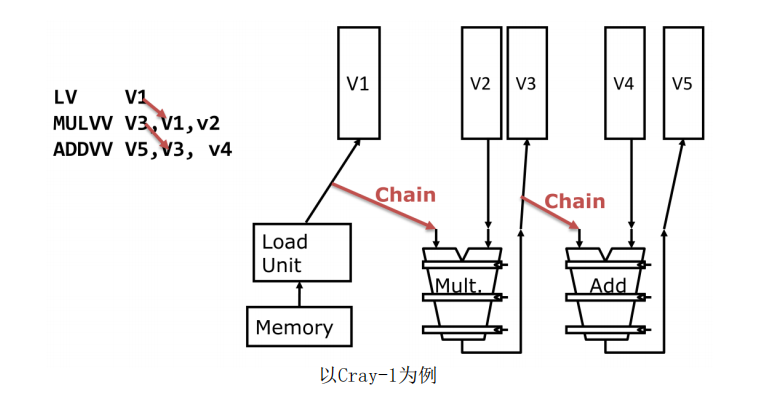 LV V1
MULVV V3,V1,v2
ADDVV V5,V3, v4
V1
V2
V3
V4
V5
Chain
Chain
Load
Unit
Mult.
Add
Memory
以Cray-1为例